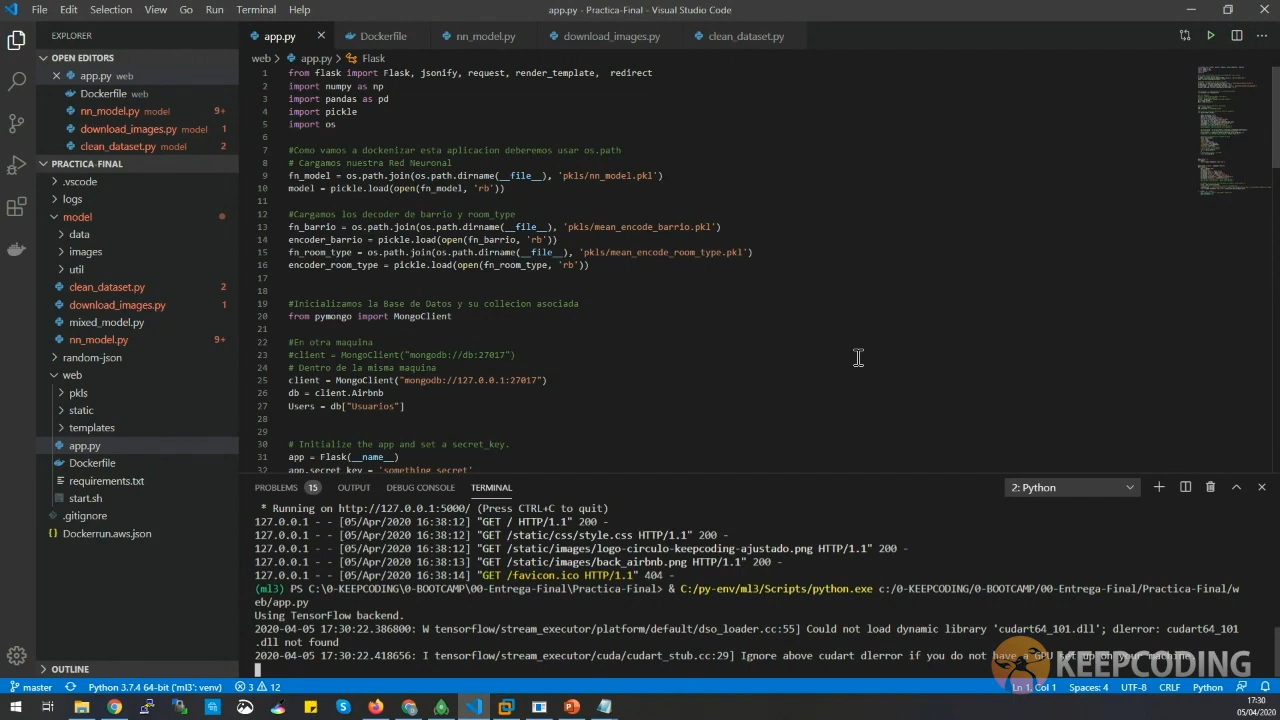 File Edit Selection View Go Run Terminal Help
app.py - Practica-Final - Visual Studio Code
EXPLORER
OPEN EDITORS
app.py web
Dockerfile web
nn_model.py model 9+
download_images.py model 1
clean_dataset.py model 2
PRACTICA-FINAL
.vscode
logs
model
data
images
util
clean_dataset.py 2
download_images.py 1
mixed_model.py
nn_model.py 9+
random-json
web
pkls
static
templates
app.py
Dockerfile
requirements.txt
start.sh
.gitignore
Dockerrun.aws.json
OUTLINE
app.py Dockerfile nn_model.py download_images.py clean_dataset.py
web > app.py > Flask
1 from flask import Flask, jsonify, request, render_template,  redirect
2 import numpy as np
3 import pandas as pd
4 import pickle
5 import os
6
7 #Como vamos a dockenizar esta aplicacion deberemos usar os.path
8 # Cargamos nuestra Red Neuronal
9 fn_model = os.path.join(os.path.dirname(__file__), 'pkls/nn_model.pkl')
10 model = pickle.load(open(fn_model, 'rb'))
11
12 #Cargamos los decoder de barrio y room_type
13 fn_barrio = os.path.join(os.path.dirname(__file__), 'pkls/mean_encode_barrio.pkl')
14 encoder_barrio = pickle.load(open(fn_barrio, 'rb'))
15 fn_room_type = os.path.join(os.path.dirname(__file__), 'pkls/mean_encode_room_type.pkl')
16 encoder_room_type = pickle.load(open(fn_room_type, 'rb'))
17
18
19 #Inicializamos la Base de Datos y su collecion asociada
20 from pymongo import MongoClient
21
22 #En otra maquina
23 #client = MongoClient("mongodb://db:27017")
24 # Dentro de la misma maquina
25 client = MongoClient("mongodb://127.0.0.1:27017")
26 db = client.Airbnb
27 Users = db["Usuarios"]
28
29
30 # Initialize the app and set a secret_key.
31 app = Flask(__name__)
32 app.secret_key = 'something_secret'
PROBLEMS 15 OUTPUT DEBUG CONSOLE TERMINAL 2: Python
* Running on http://127.0.0.1:5000/ (Press CTRL+C to quit)
127.0.0.1 - - [05/Apr/2020 16:38:12] "GET / HTTP/1.1" 200 -
127.0.0.1 - - [05/Apr/2020 16:38:12] "GET /static/css/style.css HTTP/1.1" 200 -
127.0.0.1 - - [05/Apr/2020 16:38:12] "GET /static/images/logo-circulo-keepcoding-ajustado.png HTTP/1.1" 200 -
127.0.0.1 - - [05/Apr/2020 16:38:13] "GET /static/images/back_airbnb.png HTTP/1.1" 200 -
127.0.0.1 - - [05/Apr/2020 16:38:14] "GET /favicon.ico HTTP/1.1" 404 -
(ml3) PS C:\0-KEEPCODING\0-BOOTCAMP\00-Entrega-Final\Practica-Final> & C:/py-env/ml3/Scripts/python.exe c:/0-KEEPCODING/0-BOOTCAMP/00-Entrega-Final/Practica-Final/w
eb/app.py
Using TensorFlow backend.
2020-04-05 17:30:22.386800: W tensorflow/stream_executor/platform/default/dso_loader.cc:55] Could not load dynamic library 'cudart64_101.dll'; dlerror: cudart64_101
.dll not found
2020-04-05 17:30:22.418656: I tensorflow/stream_executor/cuda/cudart_stub.cc:29] Ignore above cudart dlerror if you do not have a GPU set up on your machine.
KEEPCODING
master Python 3.7.4 64-bit ('ml3': venv) 3 12 Ln 1, Col 1 Spaces: 4 UTF-8 CRLF Python
17:30
05/04/2020